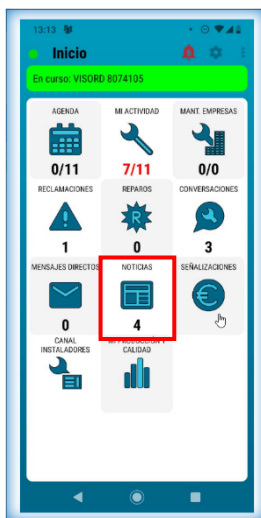 13:13
Inicio
En curso: VISORD 8074105
AGENDA
MI ACTIVIDAD
MANT. EMPRESAS
0/11
7/11
0/0
RECLAMACIONES
REPAROS
CONVERSACIONES
R
1
0
3
MENSAJES DIRECTOS
NOTICIAS
SEÑALIZACIONES
€
0
4
CANAL
INSTALADORES
CALIDAD